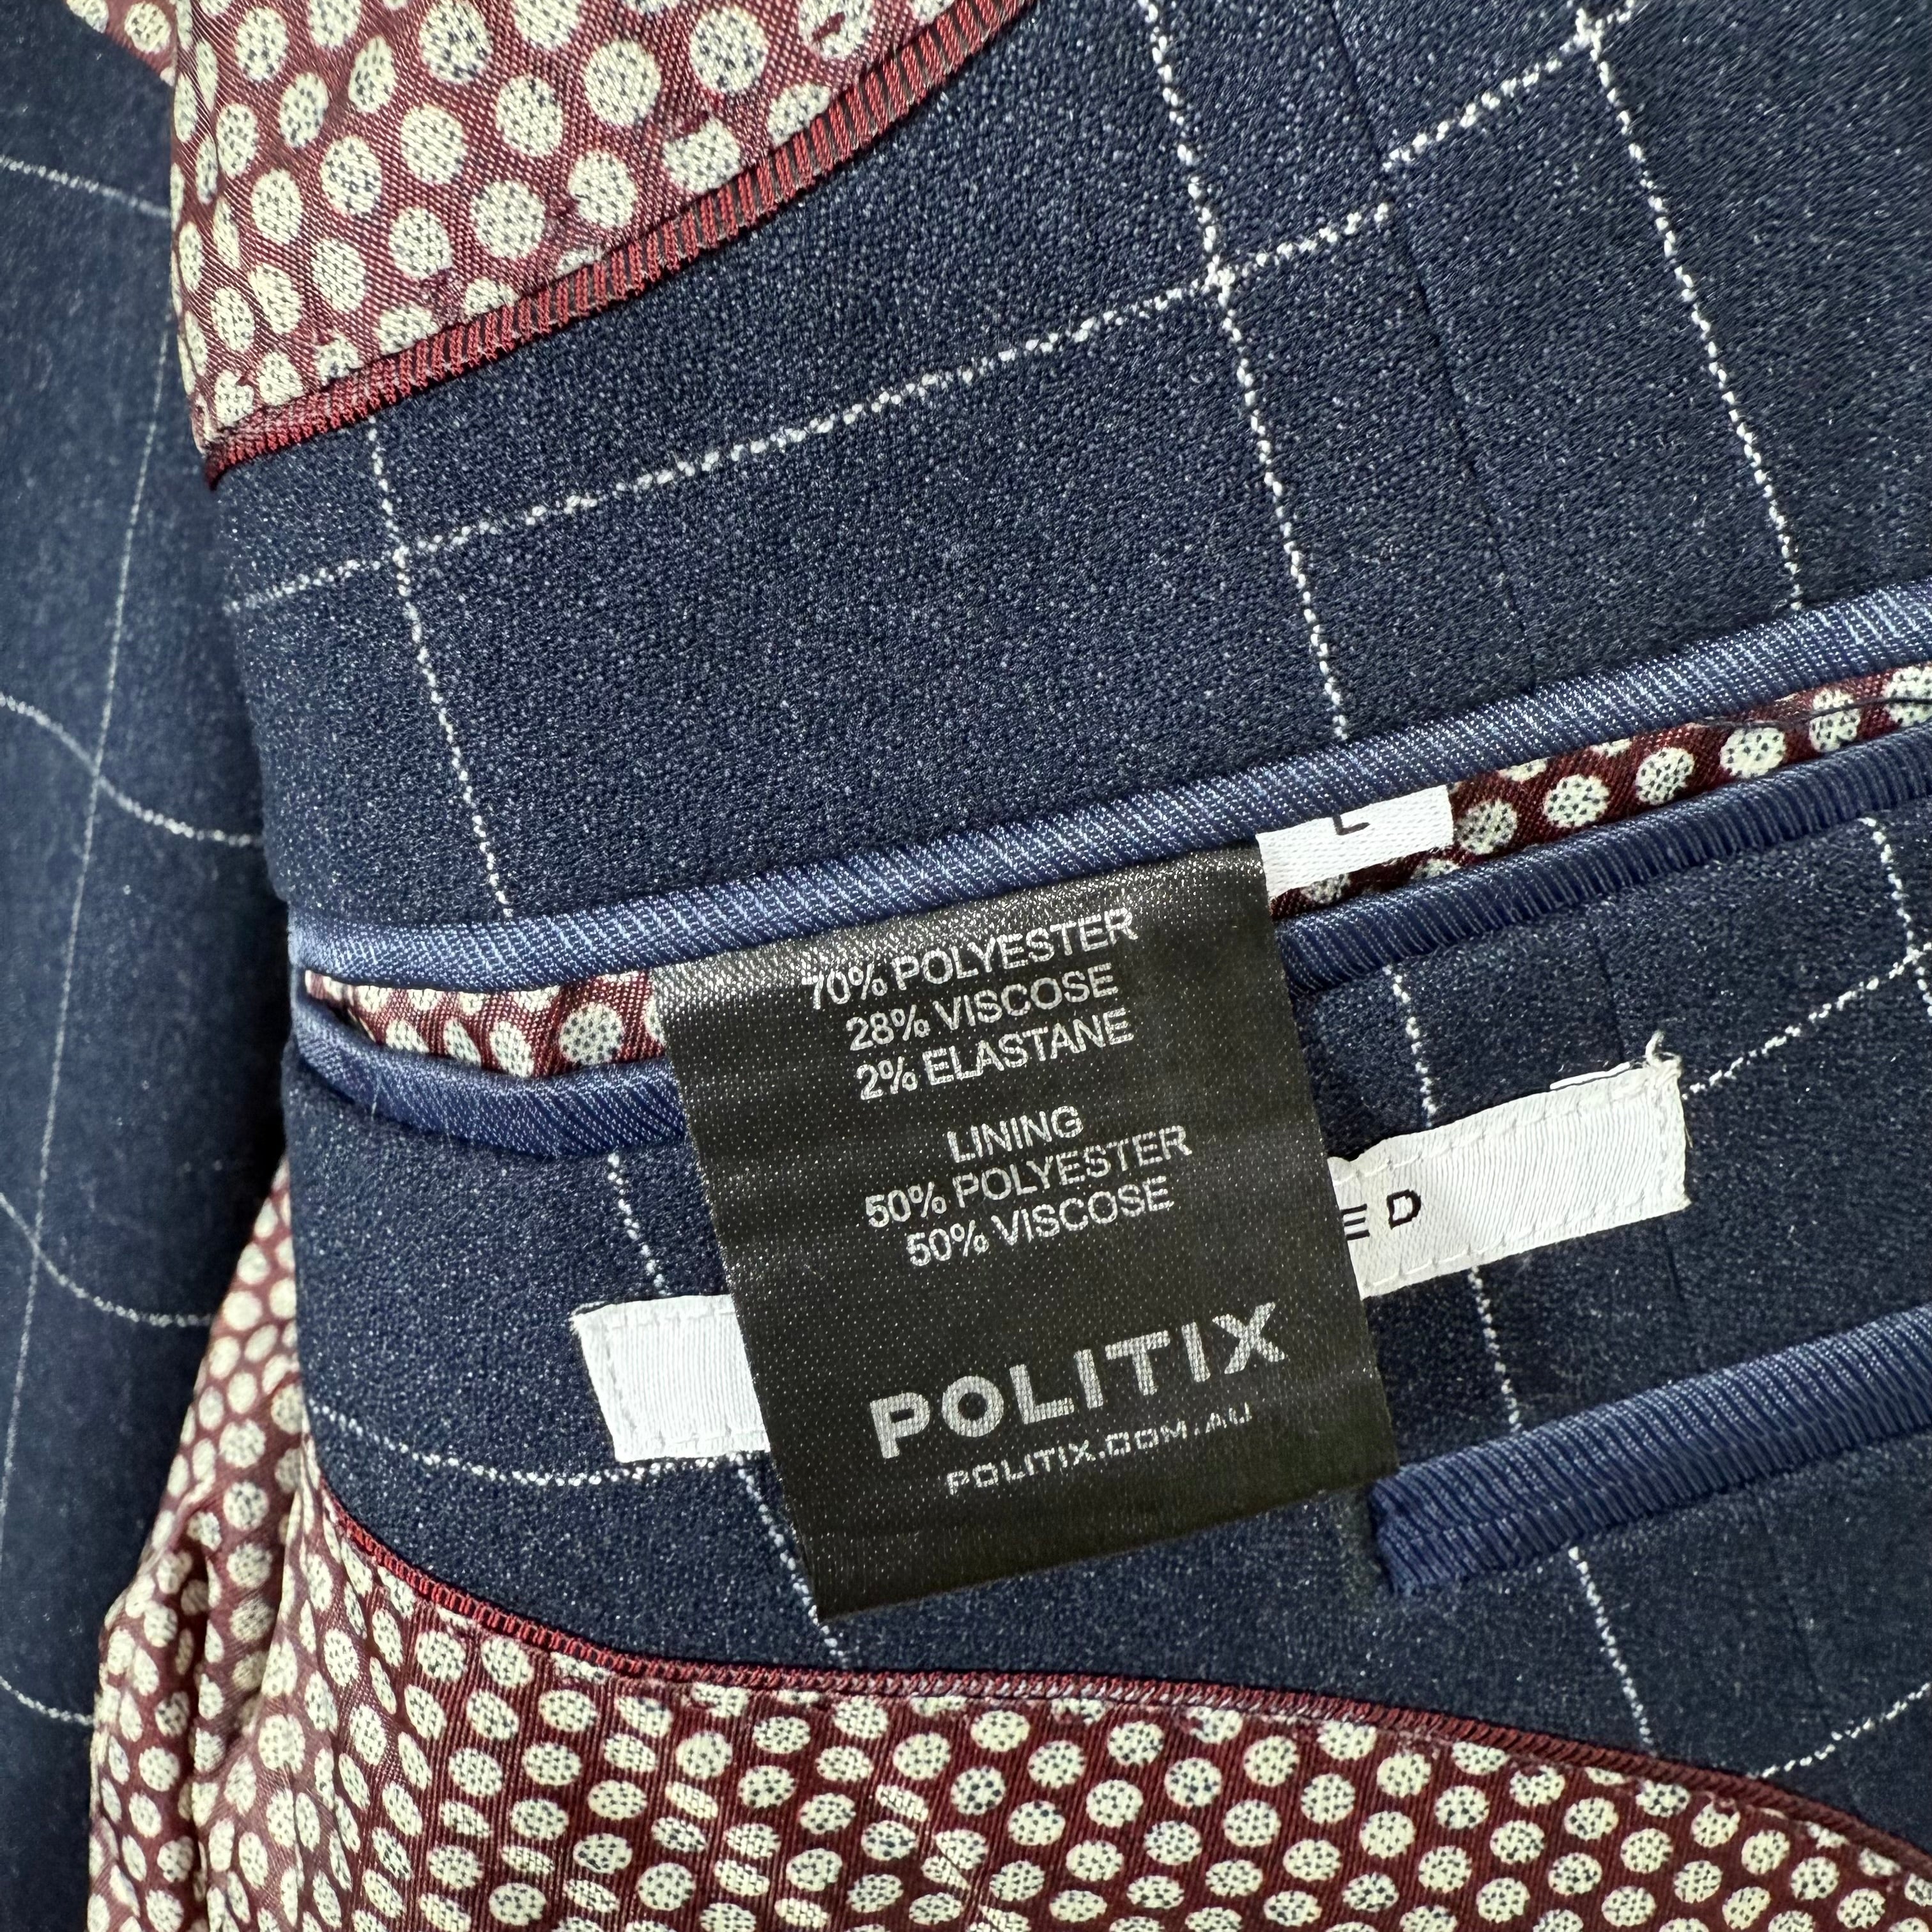 L
70% POLYESTER
28% VISCOSE
2% ELASTANE
LINING
50% POLYESTER
50% VISCOSE
ED
POLITIX
POLITIX.COM.AU